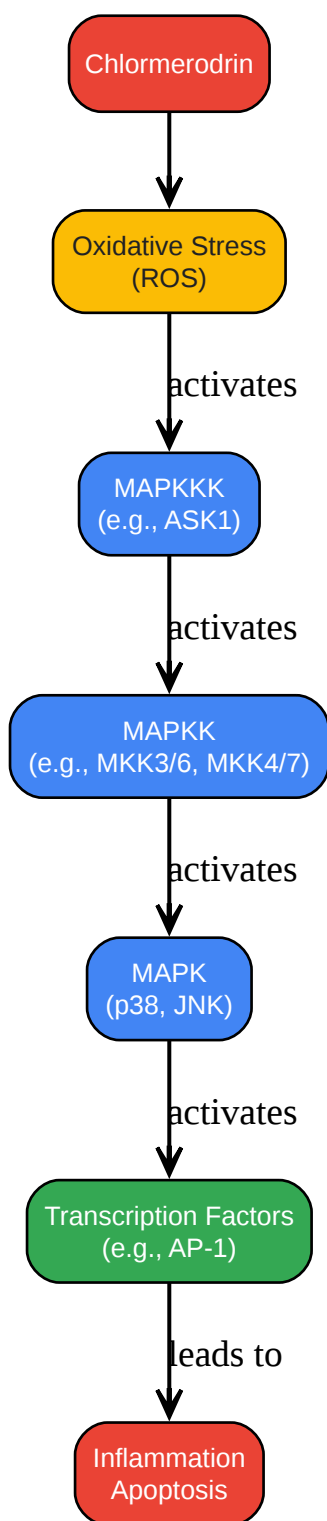 Chlormerodrin
Oxidative Stress
(ROS)
activates
MAPKKK
(e.g., ASK1)
activates
MAPKK
(e.g., MKK3/6, MKK4/7)
activates
MAPK
(p38, JNK)
activates
Transcription Factors
(e.g., AP-1)
leads to
Inflammation
Apoptosis